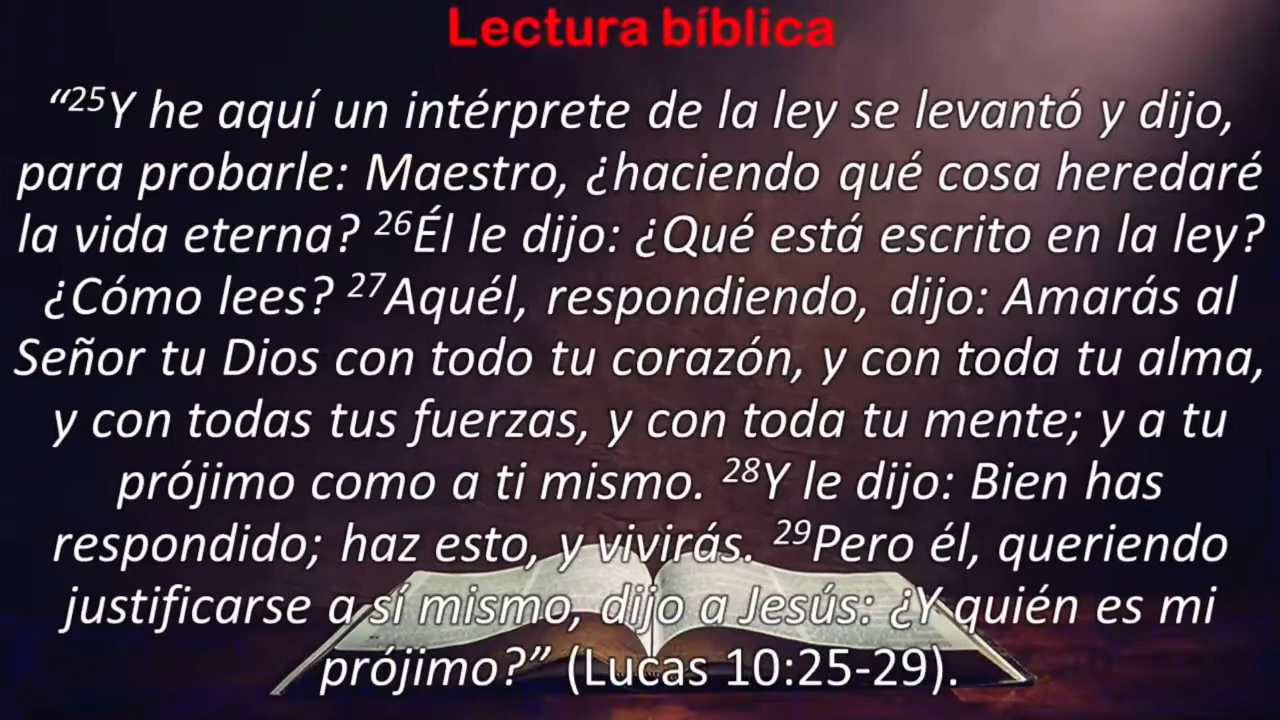 Lectura bíblica
“25Y he aquí un intérprete de la ley se levantó y dijo,
para probarle: Maestro, ¿haciendo qué cosa heredaré
la vida eterna? 26Él le dijo: ¿Qué está escrito en la ley?
¿Cómo lees? 27Aquél, respondiendo, dijo: Amarás al
Señor tu Dios con todo tu corazón, y con toda tu alma,
y con todas tus fuerzas, y con toda tu mente; y a tu
prójimo como a ti mismo. 28Y le dijo: Bien has
respondido; haz esto, y vivirás. 29Pero él, queriendo
justificarse a sí mismo, dijo a Jesús: ¿Y quién es mi
prójimo?” (Lucas 10:25-29).